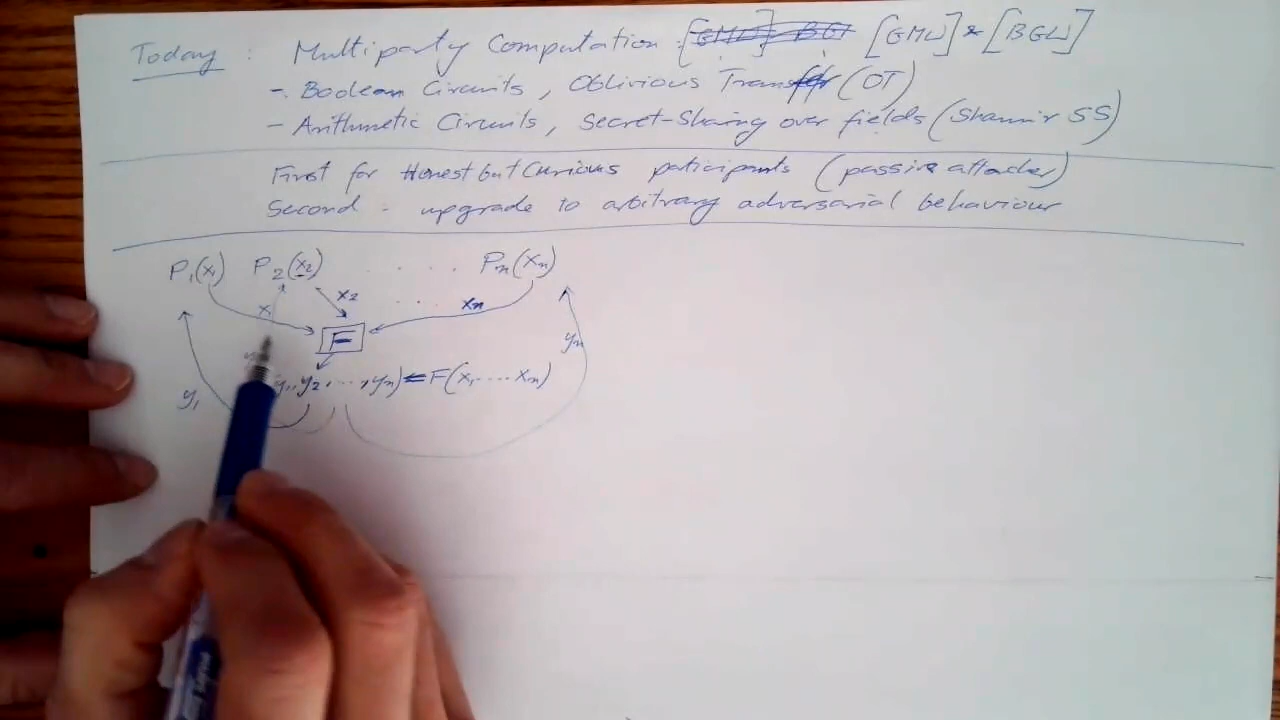 Today : Multiparty Computation : [GMW] & [BGW]
- Boolean Circuits, Oblivious Transfer (OT)
- Arithmetic Circuits, Secret-Sharing over fields (Shamir SS)
First for Honest but Curious participants (passive attacker)
Second - upgrade to arbitrary adversarial behaviour
P1(x1) P2(x2) . . . . . Pn(xn)
x1 x2 . . . xn
F yn
y1, y2, ..., yn) = F(x1 .... xn)
y1